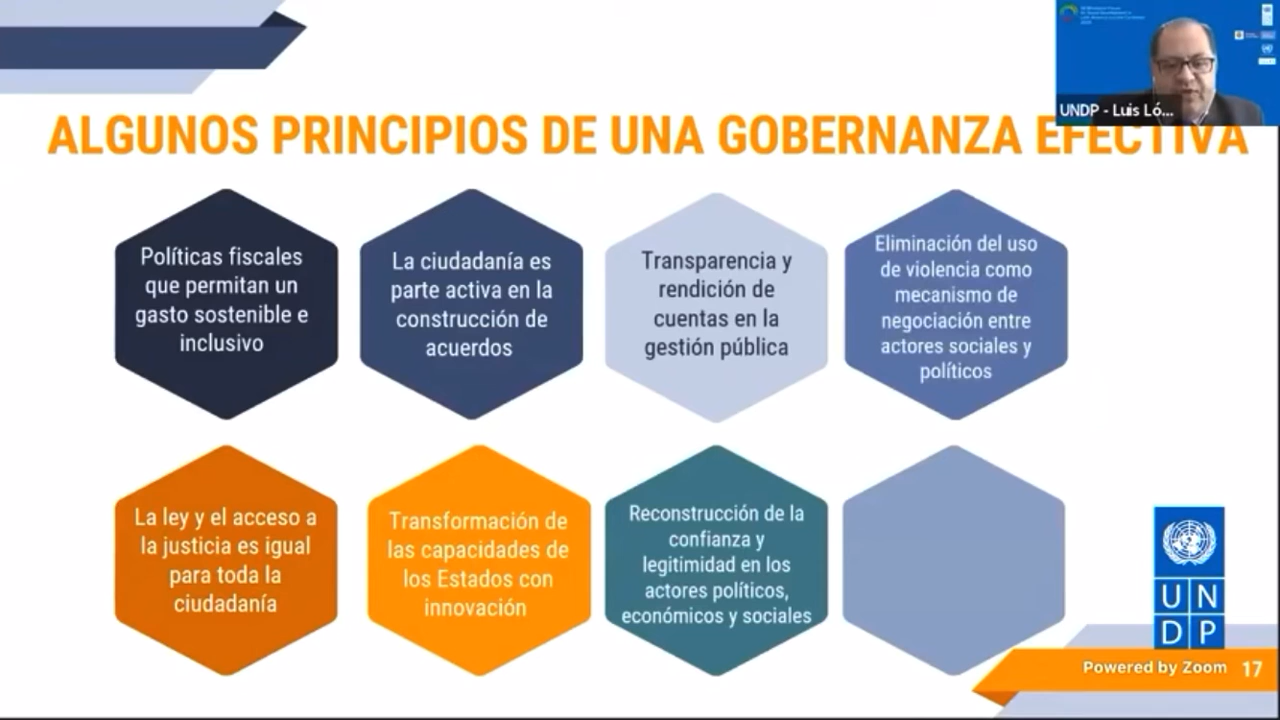 UNDP - Luis Ló...
ALGUNOS PRINCIPIOS DE UNA GOBERNANZA EFECTIVA
Políticas fiscales
que permitan un
gasto sostenible e
inclusivo
La ciudadanía es
parte activa en la
construcción de
acuerdos
Transparencia y
rendición de
cuentas en la
gestión pública
Eliminación del uso
de violencia como
mecanismo de
negociación entre
actores sociales y
políticos
La ley y el acceso a
la justicia es igual
para toda la
ciudadanía
Transformación de
las capacidades de
los Estados con
innovación
Reconstrucción de la
confianza y
legitimidad en los
actores políticos,
económicos y sociales
U N
D P
Powered by Zoom 17